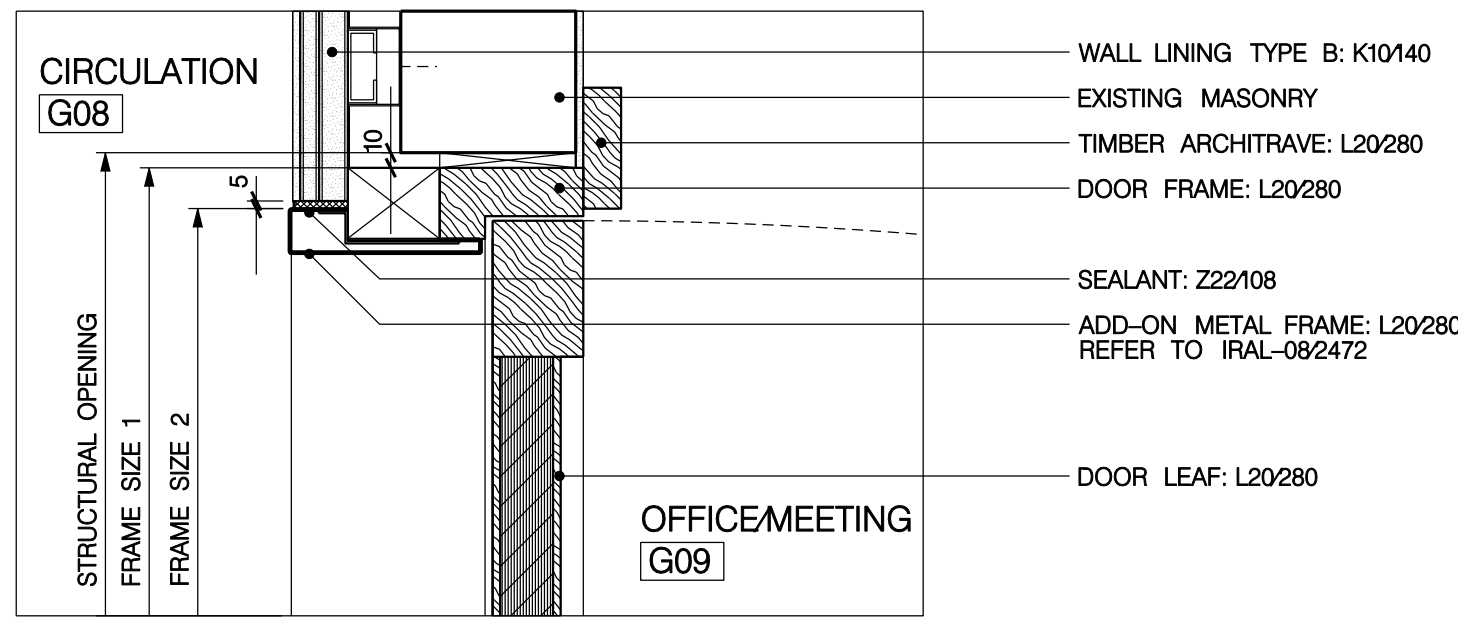 CIRCULATION
G08
10
5
STRUCTURAL OPENING
FRAME SIZE 1
FRAME SIZE 2
OFFICE/MEETING
G09
WALL LINING TYPE B: K10/140
EXISTING MASONRY
TIMBER ARCHITRAVE: L20/280
DOOR FRAME: L20/280
SEALANT: Z22/108
ADD-ON METAL FRAME: L20/280
REFER TO IRAL-08/2472
DOOR LEAF: L20/280